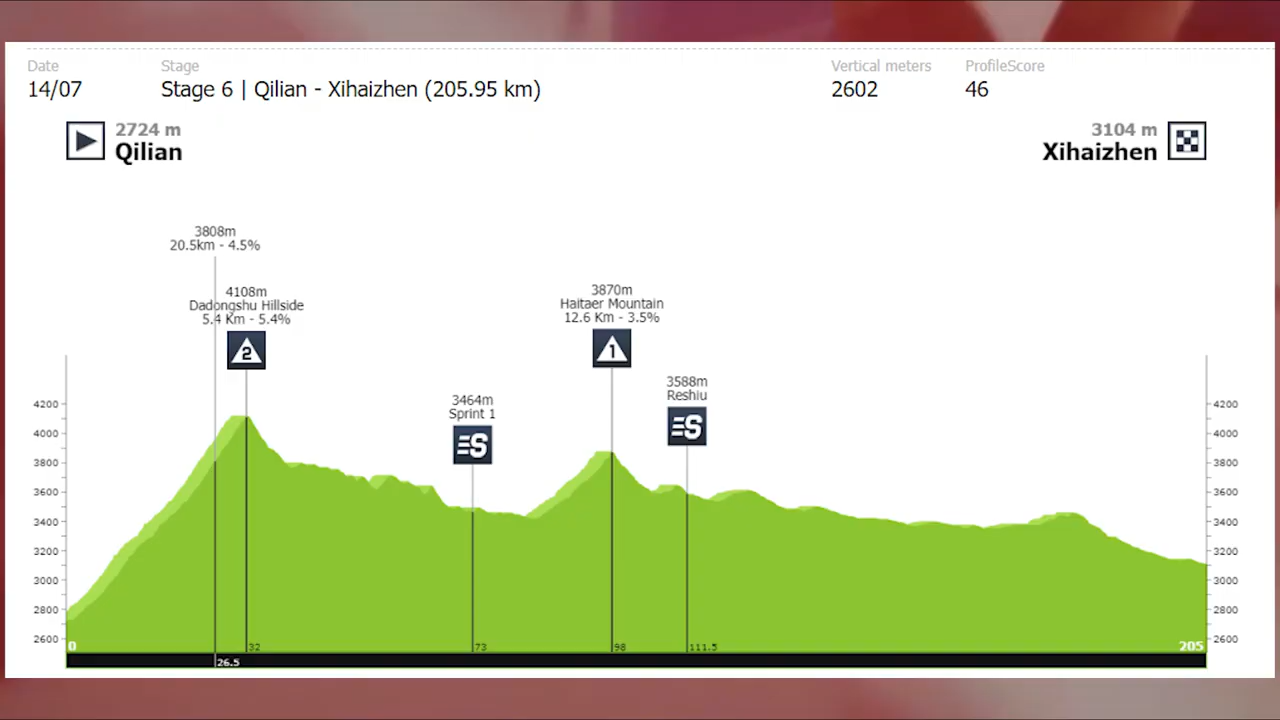 Date
Stage
Vertical meters
ProfileScore
14/07
Stage 6 | Qilian - Xihaizhen (205.95 km)
2602
46
2724 m
Qilian
3104 m
Xihaizhen
3808m
20.5km - 4.5%
4108m
Dadongshu Hillside
5.4 Km - 5.4%
2
3870m
Haitaer Mountain
12.6 Km - 3.5%
1
3464m
Sprint 1
S
3588m
Reshiu
S
4200
4000
3800
3600
3400
3200
3000
2800
2600
4200
4000
3800
3600
3400
3200
3000
2800
2600
0
32
73
98
111.5
205
26.5